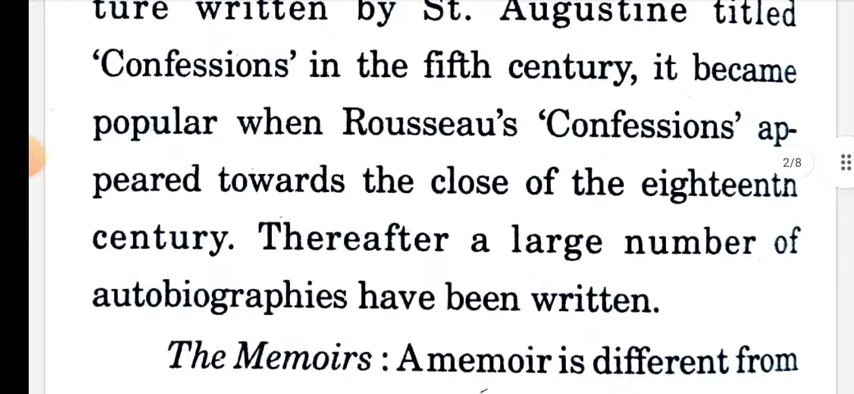 ture written by St. Augustine titled
‘Confessions’ in the fifth century, it became
popular when Rousseau’s ‘Confessions’ ap-
2/8
peared towards the close of the eighteentn
century. Thereafter a large number of
autobiographies have been written.
The Memoirs : A memoir is different from